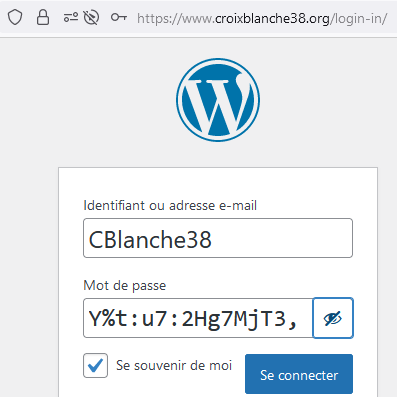 https://www.croixblanche38.org/login-in/
Identifiant ou adresse e-mail
CBlanche38
Mot de passe
Y%t:u7:2Hg7MjT3,
Se souvenir de moi
Se connecter